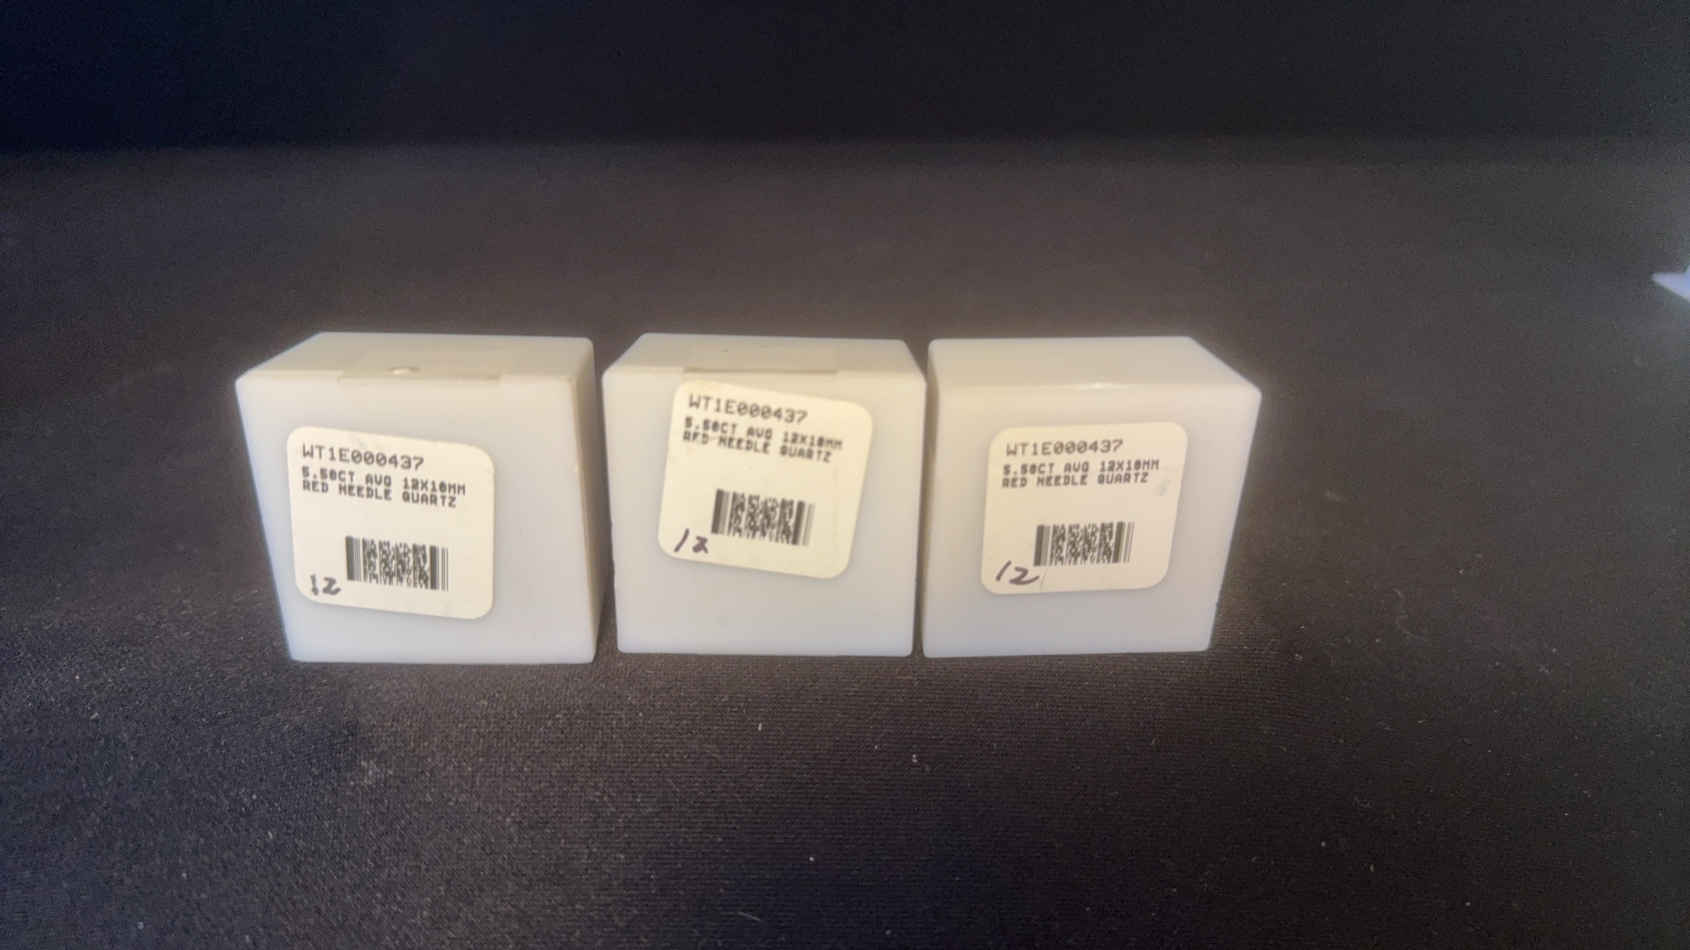 WT1E000437
5.50CT AVG 12X10MM
RED NEEDLE QUARTZ
12
WT1E000437
5.50CT AVG 12X10MM
RED NEEDLE QUARTZ
12
WT1E000437
5.50CT AVG 12X10MM
RED NEEDLE QUARTZ
12